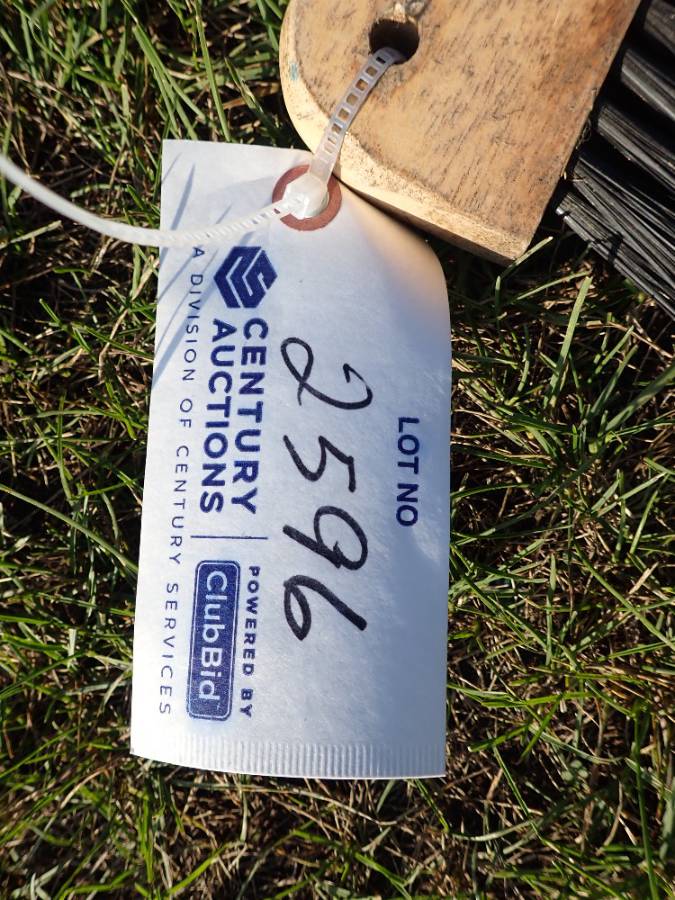 LOT NO
2596
CENTURY
AUCTIONS
POWERED BY
ClubBid
A DIVISION OF CENTURY SERVICES